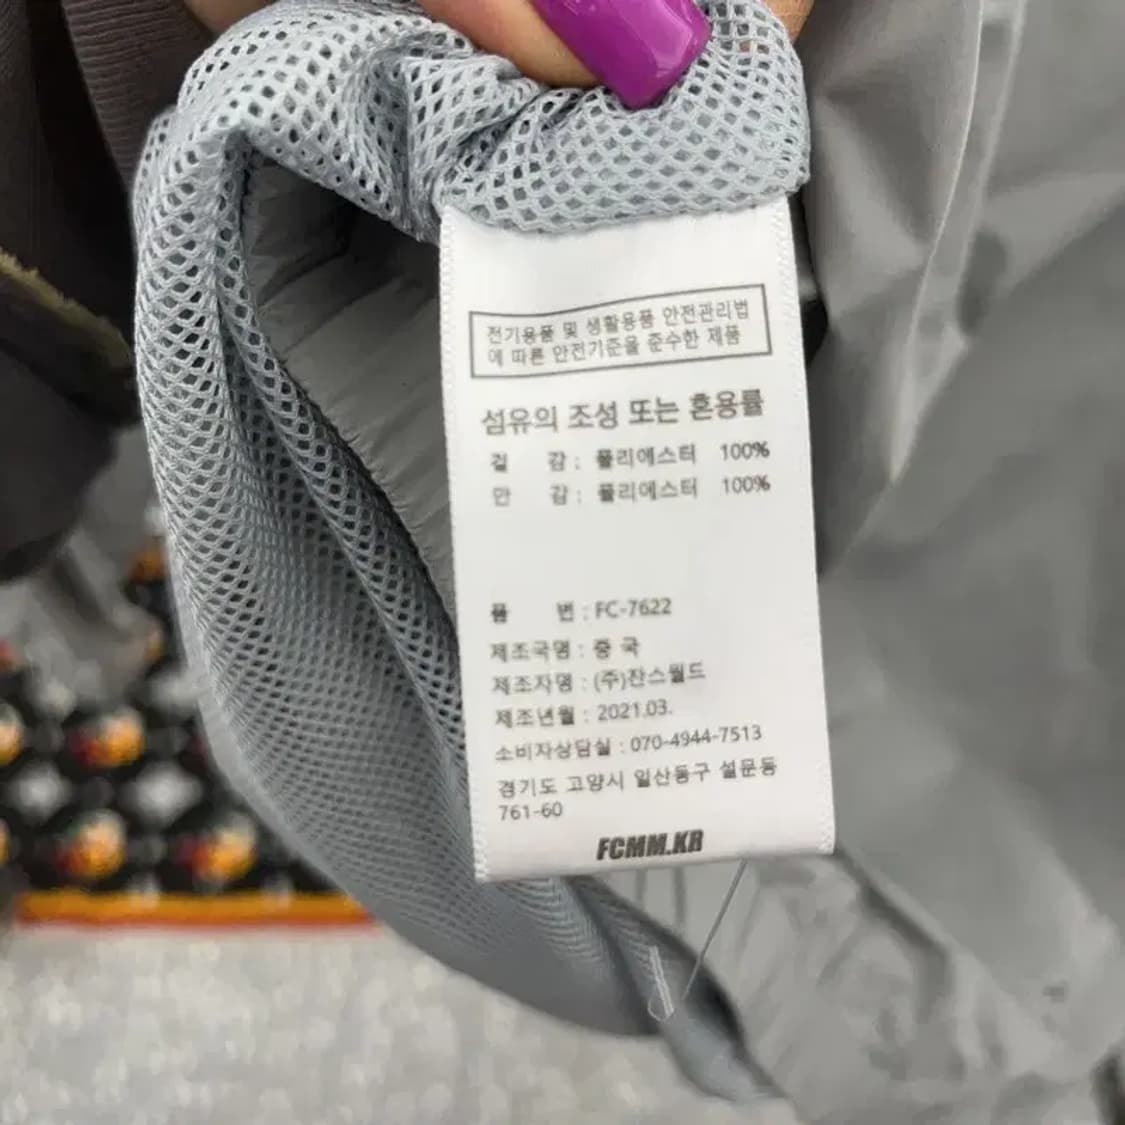 전기용품 및 생활용품 안전관리법
에 따른 안전기준을 준수한 제품
섬유의 조성 또는 혼용률
겉 감 : 폴리에스터 100%
안 감 : 폴리에스터 100%
품 번 : FC-7622
제조국명 : 중 국
제조자명 : (주)잔스월드
제조년월 : 2021.03.
소비자상담실 : 070-4944-7513
경기도 고양시 일산동구 설문동
761-60
FCMM.KR